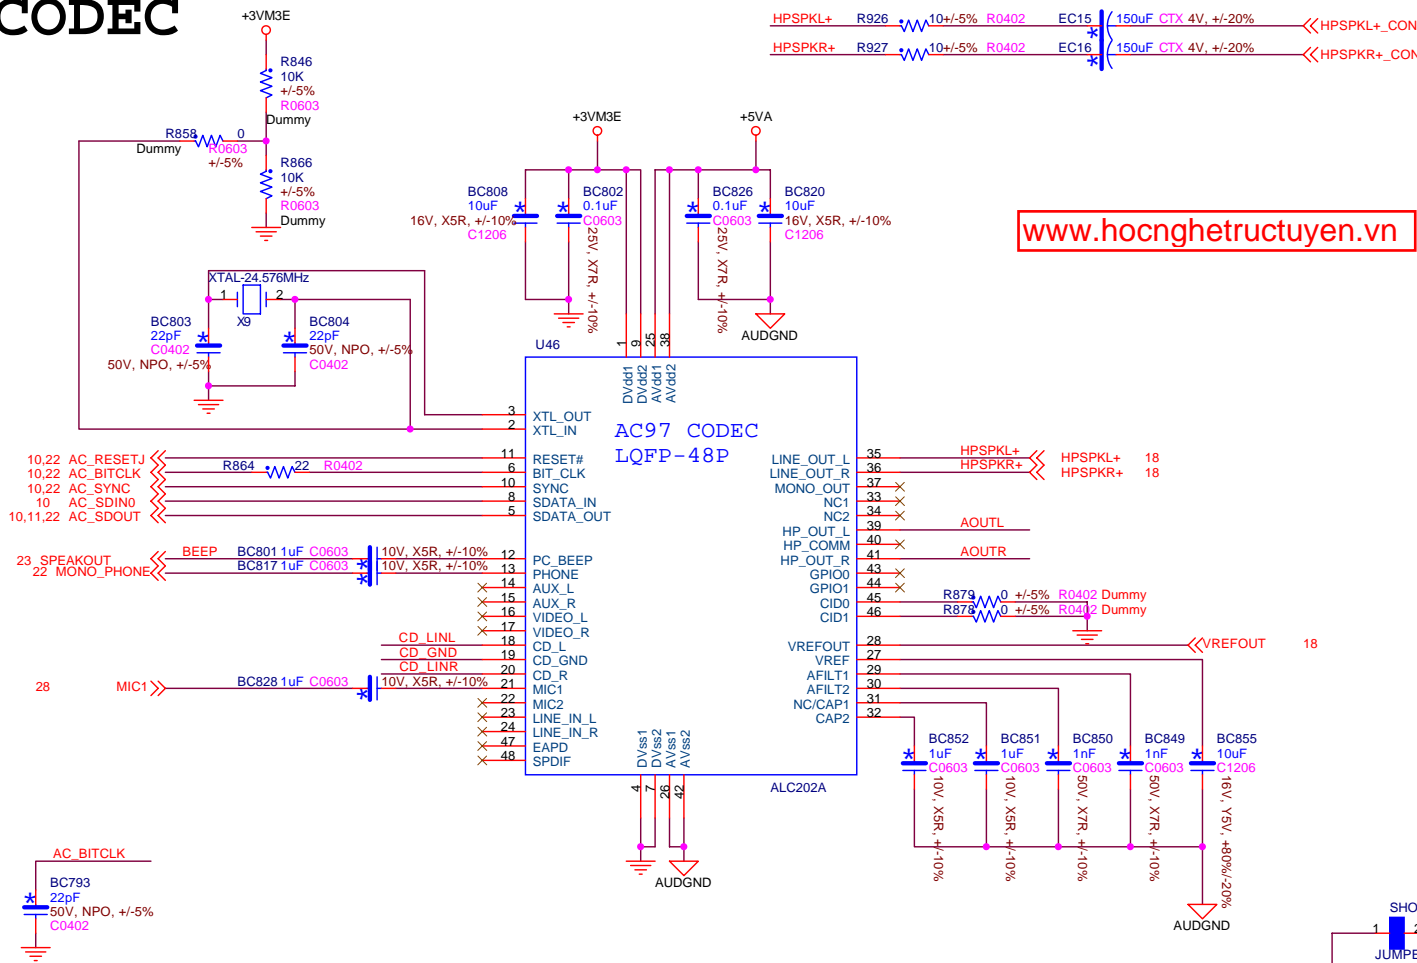 CODEC
+3VM3E
R846
10K
+/-5%
R0603
Dummy
R858
0
Dummy
R0603
+/-5%
R866
10K
+/-5%
R0603
Dummy
HPSPKL+ R926 10+/-5% R0402 EC15 150uF CTX 4V, +/-20% HPSPKL+_CON
HPSPKR+ R927 10+/-5% R0402 EC16 150uF CTX 4V, +/-20% HPSPKR+_CON
+3VM3E
+5VA
BC808
10uF
16V, X5R, +/-10%
C1206
BC802
0.1uF
C0603
25V, X7R, +/-10%
BC826
0.1uF
C0603
25V, X7R, +/-10%
BC820
10uF
16V, X5R, +/-10%
C1206
AUDGND
www.hocnghetructuyen.vn
XTAL-24.576MHz
1 2
X9
BC803
22pF
C0402
50V, NPO, +/-5%
BC804
22pF
50V, NPO, +/-5%
C0402
U46
1 9 25 38
DVdd1 DVdd2 AVdd1 AVdd2
AC97 CODEC
LQFP-48P
3 XTL_OUT
2 XTL_IN
10,22 AC_RESETJ 11 RESET#
10,22 AC_BITCLK R864 22 R0402 6 BIT_CLK
10,22 AC_SYNC 10 SYNC
10 AC_SDIN0 8 SDATA_IN
10,11,22 AC_SDOUT 5 SDATA_OUT
23 SPEAKOUT BEEP BC801 1uF C0603 10V, X5R, +/-10% 12 PC_BEEP
22 MONO_PHONE BC817 1uF C0603 10V, X5R, +/-10% 13 PHONE
14 AUX_L
15 AUX_R
16 VIDEO_L
17 VIDEO_R
CD_LINL 18 CD_L
CD_GND 19 CD_GND
CD_LINR 20 CD_R
28 MIC1 BC828 1uF C0603 10V, X5R, +/-10% 21 MIC1
22 MIC2
23 LINE_IN_L
24 LINE_IN_R
47 EAPD
48 SPDIF
LINE_OUT_L 35 HPSPKL+ HPSPKL+ 18
LINE_OUT_R 36 HPSPKR+ HPSPKR+ 18
MONO_OUT 37
NC1 33
NC2 34
HP_OUT_L 39 AOUTL
HP_COMM 40
HP_OUT_R 41 AOUTR
GPIO0 43
GPIO1 44
CID0 45 R879 0 +/-5% R0402 Dummy
CID1 46 R878 0 +/-5% R0402 Dummy
VREFOUT 28 VREFOUT 18
VREF 27
AFILT1 29
AFILT2 30
NC/CAP1 31
CAP2 32
DVss1 DVss2 AVss1 AVss2
4 7 26 42
ALC202A
AUDGND
BC852
1uF
C0603
10V, X5R, +/-10%
BC851
1uF
C0603
10V, X5R, +/-10%
BC850
1nF
C0603
50V, X7R, +/-10%
BC849
1nF
C0603
50V, X7R, +/-10%
BC855
10uF
C1206
16V, Y5V, +80%/-20%
AUDGND
AC_BITCLK
BC793
22pF
50V, NPO, +/-5%
C0402
SHO
1 2
JUMPE